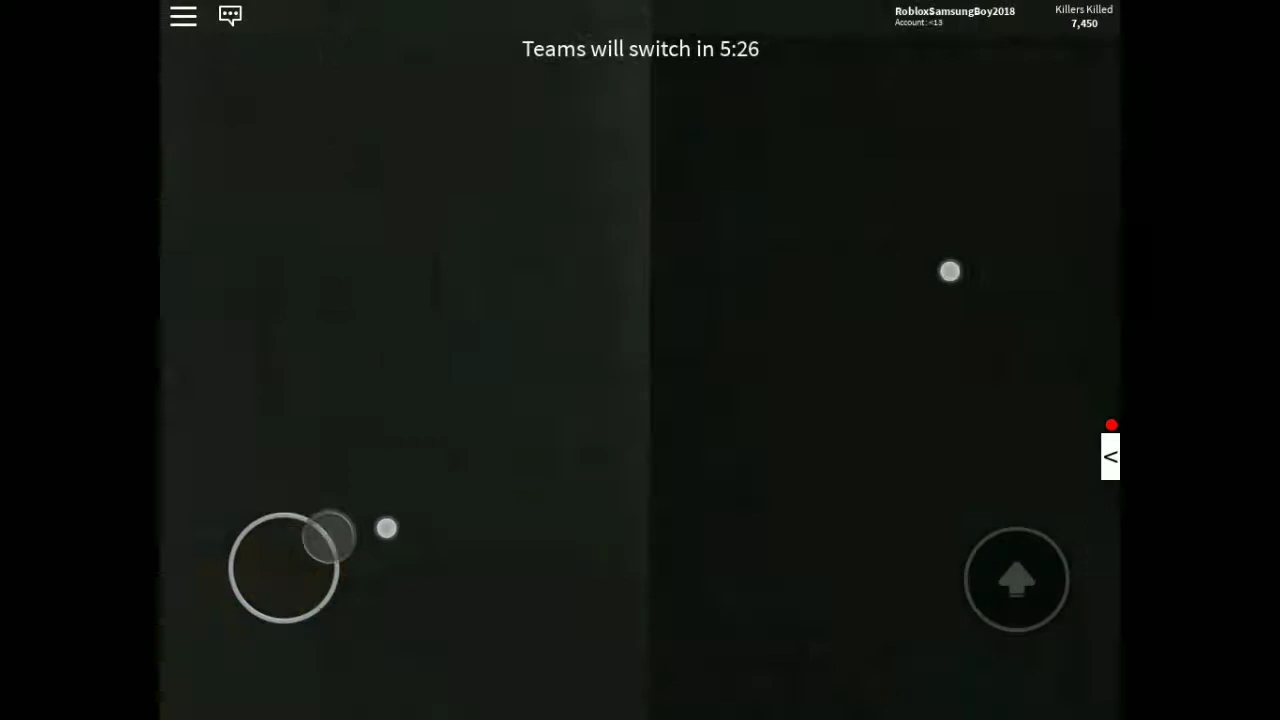 RobloxSamsungBoy2018
Account: <13
Killers Killed
7,450
Teams will switch in 5:26
<